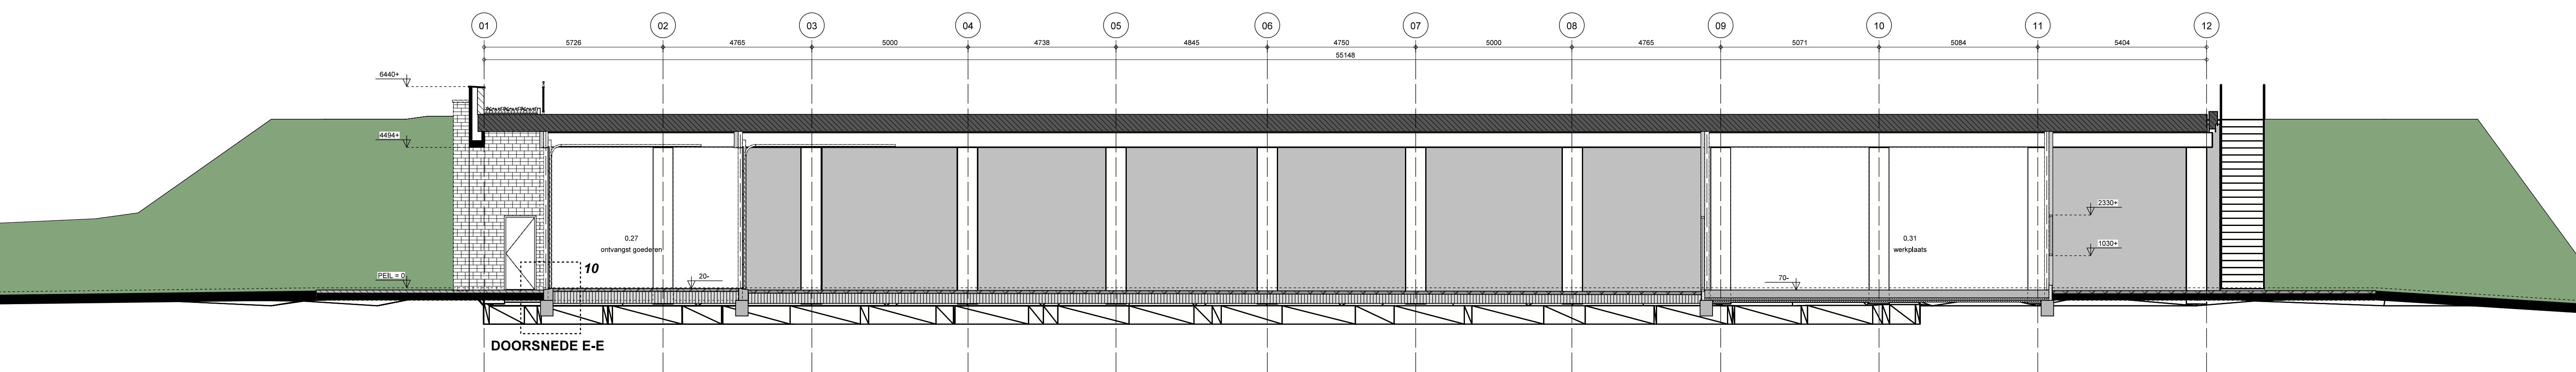 01 02 03 04 05 06 07 08 09 10 11 12
5726 4765 5000 4738 4845 4750 5000 4765 5071 5084 5404
55148
6440+
4494+
2330+
0.27 0.31
ontvangst goederen werkplaats
1030+
10
PEIL = 0 20- 70-
DOORSNEDE E-E